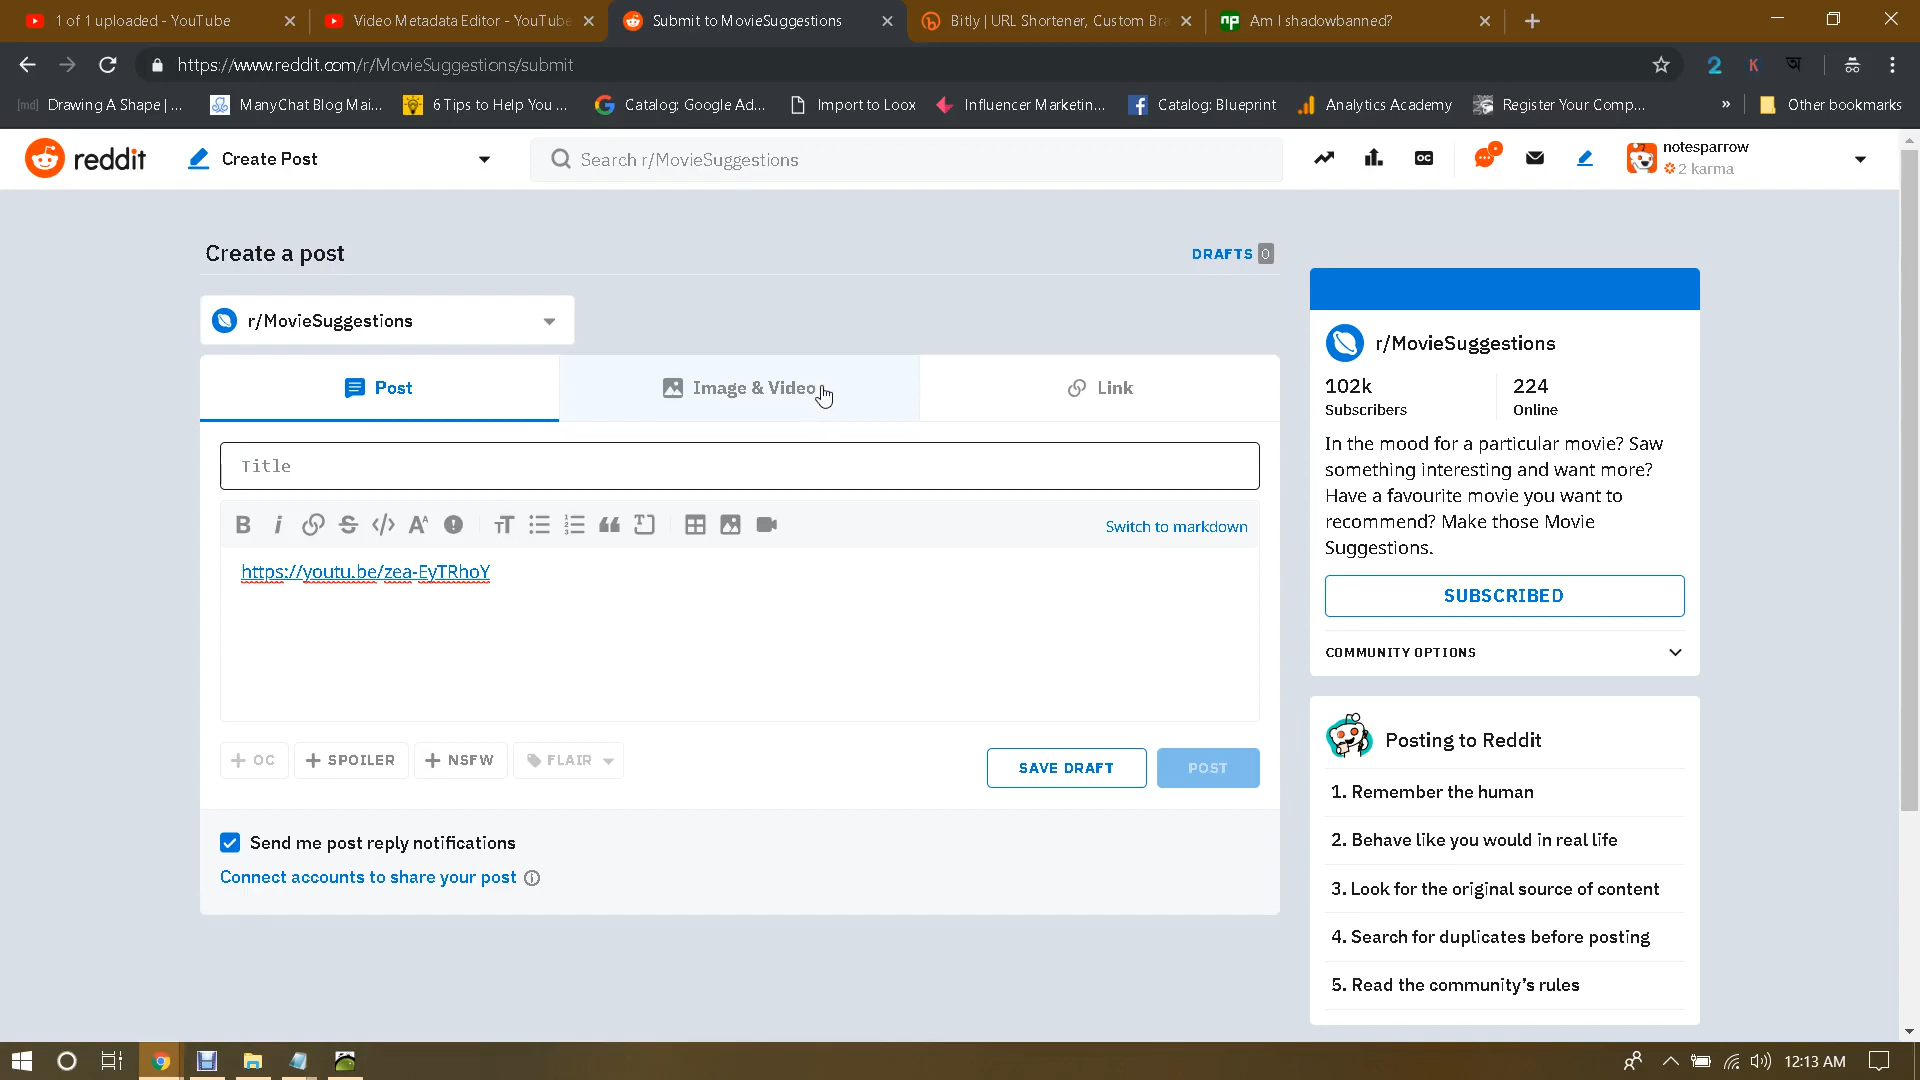 1 of 1 uploaded - YouTube
Video Metadata Editor - YouTube
Submit to MovieSuggestions
Bitly | URL Shortener, Custom Bra
Am I shadowbanned?
https://www.reddit.com/r/MovieSuggestions/submit
2 K অ
[md] Drawing A Shape | ...
ManyChat Blog Mai...
6 Tips to Help You ...
Catalog: Google Ad...
Import to Loox
Influencer Marketin...
Catalog: Blueprint
Analytics Academy
Register Your Comp...
»
Other bookmarks
reddit
Create Post
Search r/MovieSuggestions
OC
notesparrow
2 karma
Create a post
DRAFTS 0
r/MovieSuggestions
Post
Image & Video
Link
Title
Switch to markdown
https://youtu.be/zea-EyTRhoY
+ OC
+ SPOILER
+ NSFW
FLAIR
SAVE DRAFT
POST
Send me post reply notifications
Connect accounts to share your post
r/MovieSuggestions
102k
Subscribers
224
Online
In the mood for a particular movie? Saw
something interesting and want more?
Have a favourite movie you want to
recommend? Make those Movie
Suggestions.
SUBSCRIBED
COMMUNITY OPTIONS
Posting to Reddit
1. Remember the human
2. Behave like you would in real life
3. Look for the original source of content
4. Search for duplicates before posting
5. Read the community's rules
12:13 AM